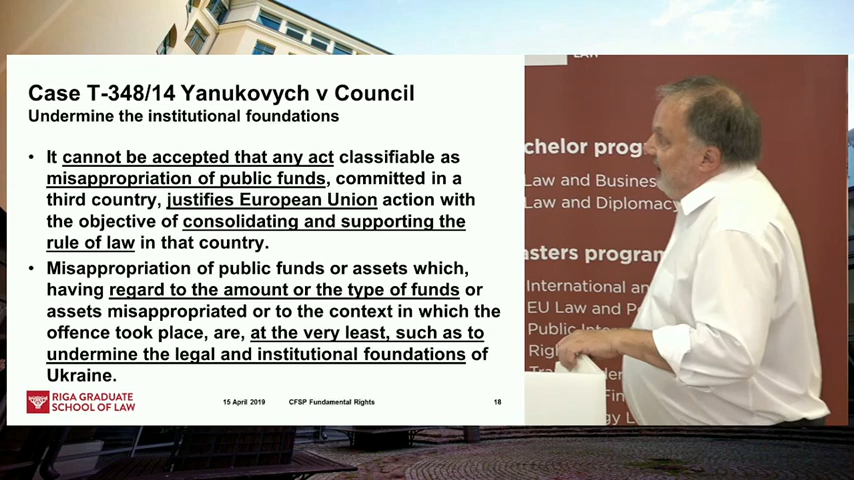 Case T-348/14 Yanukovych v Council
Undermine the institutional foundations
• It cannot be accepted that any act classifiable as
misappropriation of public funds, committed in a
third country, justifies European Union action with
the objective of consolidating and supporting the
rule of law in that country.
• Misappropriation of public funds or assets which,
having regard to the amount or the type of funds or
assets misappropriated or to the context in which the
offence took place, are, at the very least, such as to
undermine the legal and institutional foundations of
Ukraine.
RIGA GRADUATE
SCHOOL OF LAW
15 April 2019 CFSP Fundamental Rights 18
LAW
chelor prog
Law and Busines
Law and Diplomacy
asters program
International an
EU Law and P
Public Inte
Rig